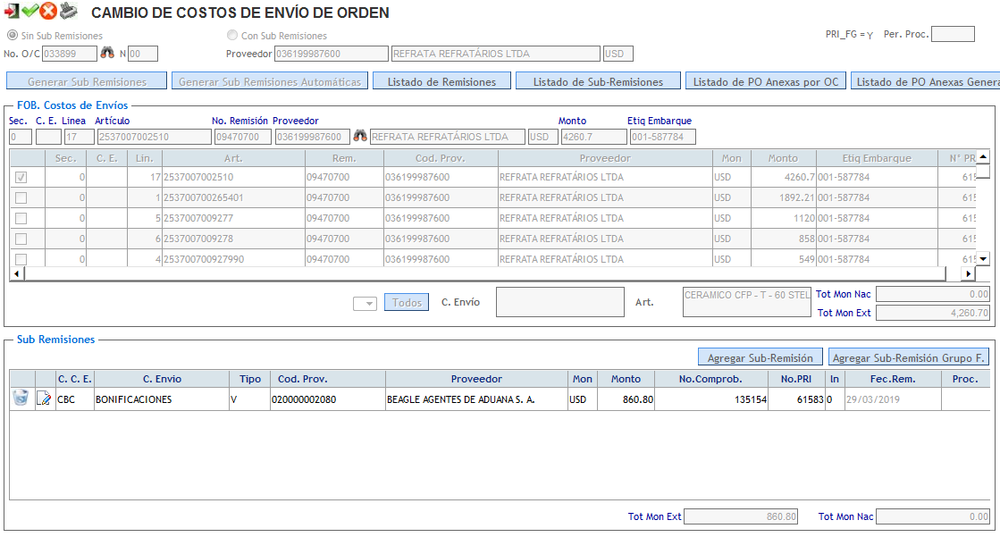 CAMBIO DE COSTOS DE ENVÍO DE ORDEN
Sin Sub Remisiones Con Sub Remisiones PRI_FG = Y Per. Proc.
No. O/C 033899 N 00 Proveedor 036199987600 REFRATA REFRATÁRIOS LTDA USD
Generar Sub Remisiones Generar Sub Remisiones Automáticas Listado de Remisiones Listado de Sub-Remisiones Listado de PO Anexas por OC Listado de PO Anexas Genera
FOB. Costos de Envíos
Sec. C. E. Linea Artículo No. Remisión Proveedor Monto Etiq Embarque
0 17 2537007002510 09470700 036199987600 REFRATA REFRATÁRIOS LTDA USD 4260.7 001-587784
Sec. C. E. Lin. Art. Rem. Cod. Prov. Proveedor Mon Monto Etiq Embarque N° PR
0 17 2537007002510 09470700 036199987600 REFRATA REFRATÁRIOS LTDA USD 4260.7 001-587784 615
0 1 253700700265401 09470700 036199987600 REFRATA REFRATÁRIOS LTDA USD 1892.21 001-587784 615
0 5 2537007009277 09470700 036199987600 REFRATA REFRATÁRIOS LTDA USD 1120 001-587784 615
0 6 2537007009278 09470700 036199987600 REFRATA REFRATÁRIOS LTDA USD 858 001-587784 615
0 4 253700700927990 09470700 036199987600 REFRATA REFRATÁRIOS LTDA USD 549 001-587784 615
Todos C. Envío Art. CERAMICO CFP - T - 60 STEL Tot Mon Nac 0.00
Tot Mon Ext 4,260.70
Sub Remisiones
Agregar Sub-Remisión Agregar Sub-Remisión Grupo F.
C. C. E. C. Envio Tipo Cod. Prov. Proveedor Mon Monto No.Comprob. No.PRI In Fec.Rem. Proc.
CBC BONIFICACIONES V 020000002080 BEAGLE AGENTES DE ADUANA S. A. USD 860.80 135154 61583 0 29/03/2019
Tot Mon Ext 860.80 Tot Mon Nac 0.00